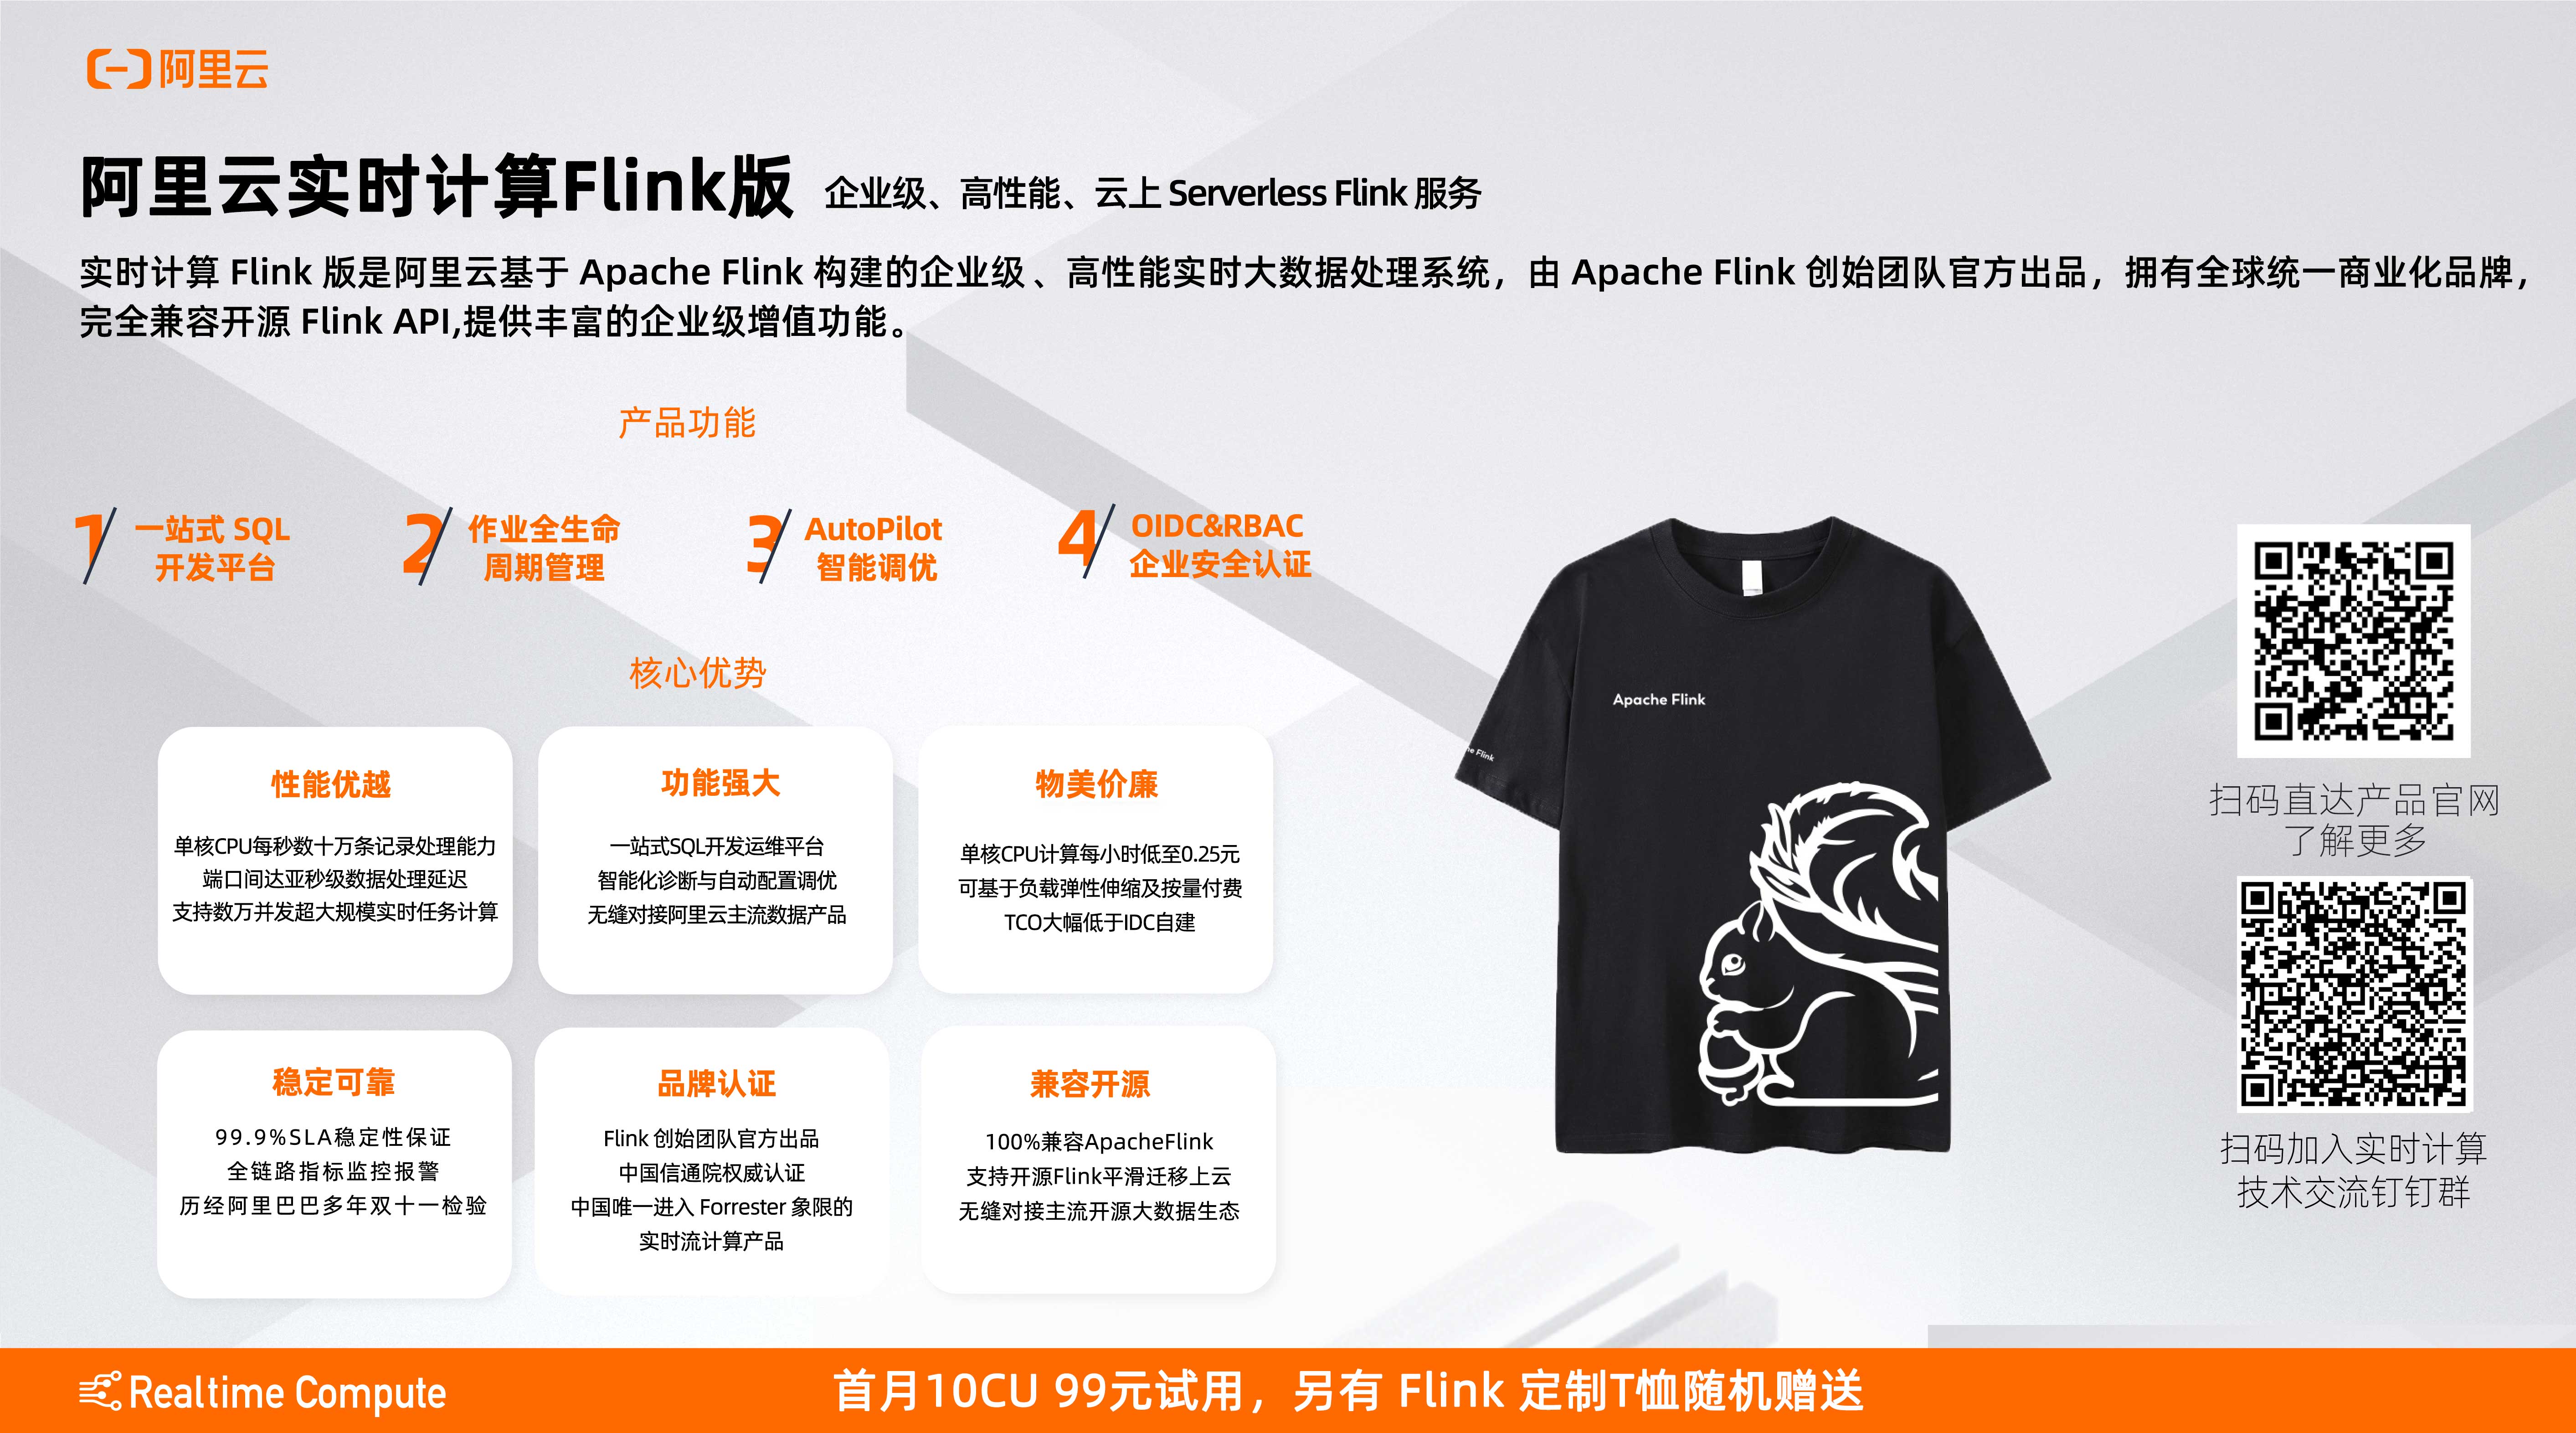 阿里云
阿里云实时计算Flink版 企业级、高性能、云上 Serverless Flink 服务
实时计算 Flink 版是阿里云基于 Apache Flink 构建的企业级、高性能实时大数据处理系统，由 Apache Flink 创始团队官方出品，拥有全球统一商业化品牌，
完全兼容开源 Flink API,提供丰富的企业级增值功能。
产品功能
1 一站式 SQL
开发平台
2 作业全生命
周期管理
3 AutoPilot
智能调优
4 OIDC&RBAC
企业安全认证
核心优势
性能优越
单核CPU每秒数十万条记录处理能力
端口间达亚秒级数据处理延迟
支持数万并发超大规模实时任务计算
功能强大
一站式SQL开发运维平台
智能化诊断与自动配置调优
无缝对接阿里云主流数据产品
物美价廉
单核CPU计算每小时低至0.25元
可基于负载弹性伸缩及按量付费
TCO大幅低于IDC自建
稳定可靠
99.9%SLA稳定性保证
全链路指标监控报警
历经阿里巴巴多年双十一检验
品牌认证
Flink 创始团队官方出品
中国信通院权威认证
中国唯一进入 Forrester 象限的
实时流计算产品
兼容开源
100%兼容ApacheFlink
支持开源Flink平滑迁移上云
无缝对接主流开源大数据生态
Apache Flink
he Flink
扫码直达产品官网
了解更多
扫码加入实时计算
技术交流钉钉群
Realtime Compute
首月10CU 99元试用，另有 Flink 定制T恤随机赠送